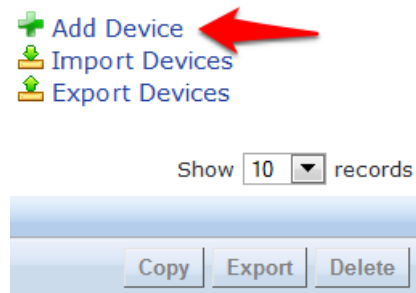 Add Device
Import Devices
Export Devices
Show 10 records
Copy Export Delete